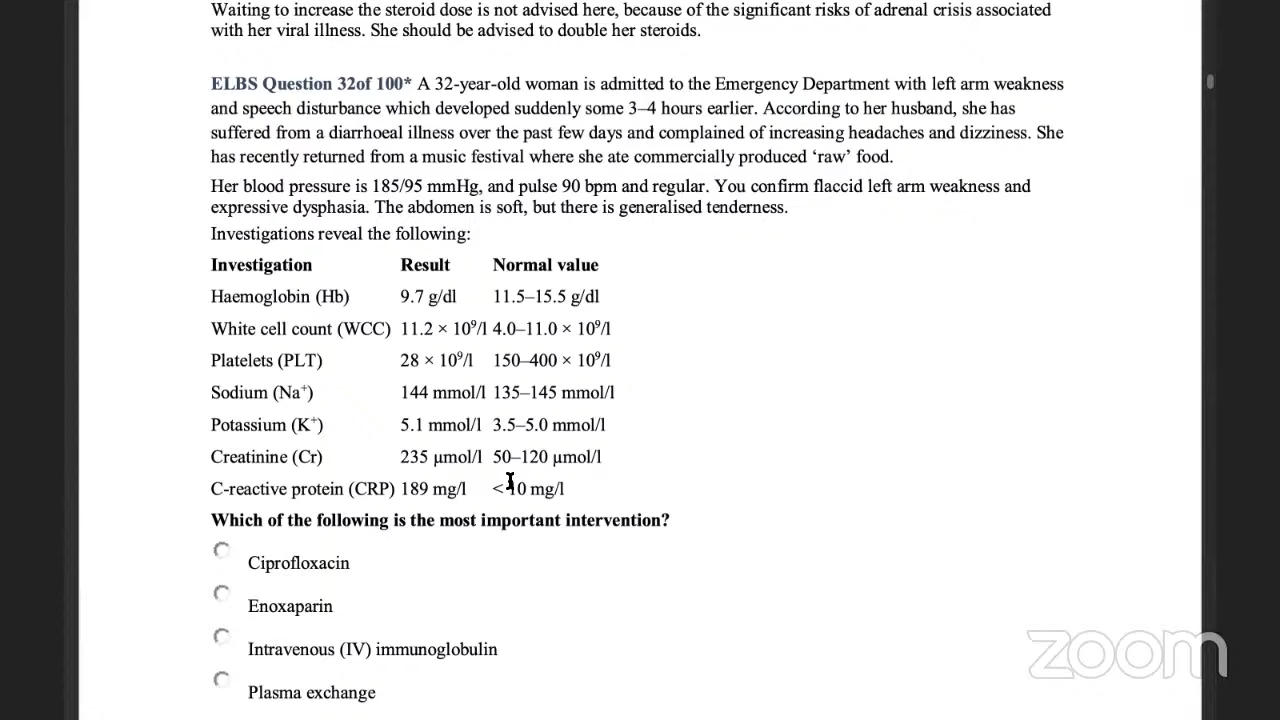 Waiting to increase the steroid dose is not advised here, because of the significant risks of adrenal crisis associated
with her viral illness. She should be advised to double her steroids.
ELBS Question 32of 100* A 32-year-old woman is admitted to the Emergency Department with left arm weakness
and speech disturbance which developed suddenly some 3–4 hours earlier. According to her husband, she has
suffered from a diarrhoeal illness over the past few days and complained of increasing headaches and dizziness. She
has recently returned from a music festival where she ate commercially produced ‘raw’ food.
Her blood pressure is 185/95 mmHg, and pulse 90 bpm and regular. You confirm flaccid left arm weakness and
expressive dysphasia. The abdomen is soft, but there is generalised tenderness.
Investigations reveal the following:
Investigation Result Normal value
Haemoglobin (Hb) 9.7 g/dl 11.5–15.5 g/dl
White cell count (WCC) 11.2 × 10⁹/l 4.0–11.0 × 10⁹/l
Platelets (PLT) 28 × 10⁹/l 150–400 × 10⁹/l
Sodium (Na⁺) 144 mmol/l 135–145 mmol/l
Potassium (K⁺) 5.1 mmol/l 3.5–5.0 mmol/l
Creatinine (Cr) 235 µmol/l 50–120 µmol/l
C-reactive protein (CRP) 189 mg/l <10 mg/l
Which of the following is the most important intervention?
Ciprofloxacin
Enoxaparin
Intravenous (IV) immunoglobulin
Plasma exchange
zoom